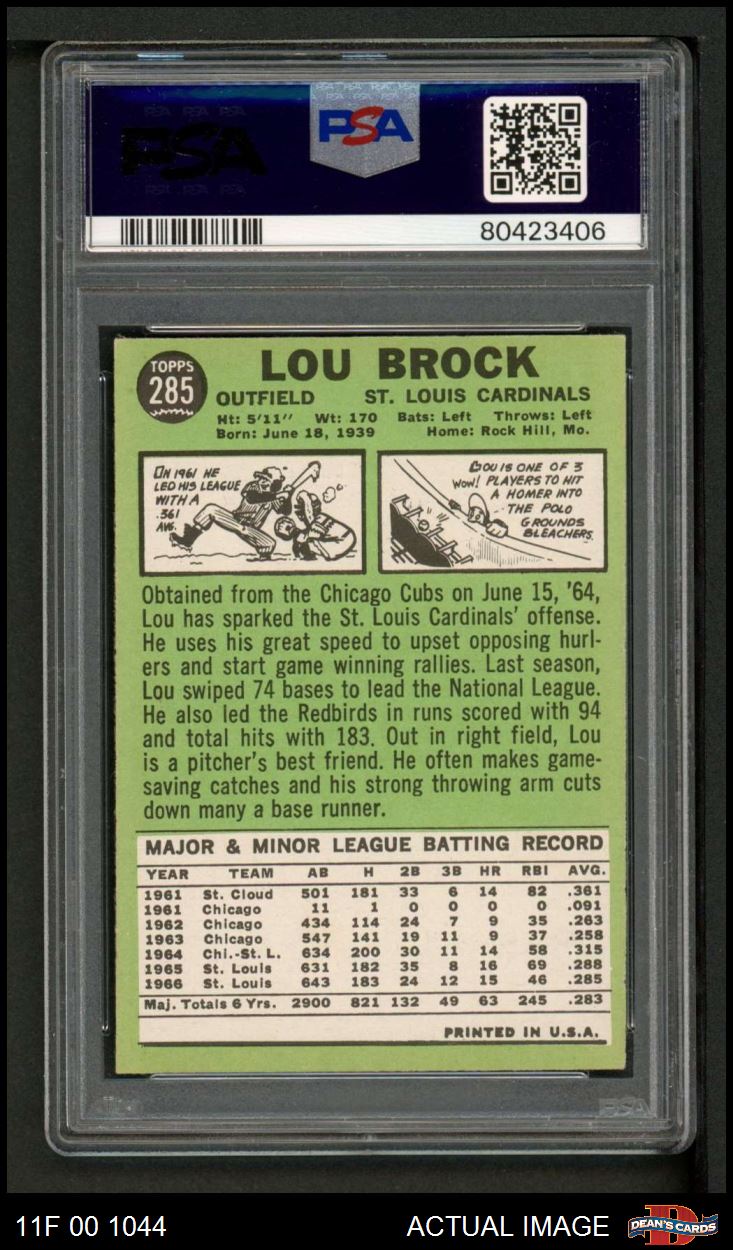 PSA
80423406
TOPPS
285
LOU BROCK
OUTFIELD ST. LOUIS CARDINALS
Ht: 5'11" Wt: 170 Bats: Left Throws: Left
Born: June 18, 1939 Home: Rock Hill, Mo.
IN 1961 HE
LED HIS LEAGUE
WITH A
.361
AVG.
LOU IS ONE OF 3
WOW! PLAYERS TO HIT
A HOMER INTO
THE POLO
GROUNDS
BLEACHERS.
Obtained from the Chicago Cubs on June 15, '64,
Lou has sparked the St. Louis Cardinals' offense.
He uses his great speed to upset opposing hurl-
ers and start game winning rallies. Last season,
Lou swiped 74 bases to lead the National League.
He also led the Redbirds in runs scored with 94
and total hits with 183. Out in right field, Lou
is a pitcher's best friend. He often makes game-
saving catches and his strong throwing arm cuts
down many a base runner.
MAJOR & MINOR LEAGUE BATTING RECORD
YEAR TEAM AB H 2B 3B HR RBI AVG.
1961 St. Cloud 501 181 33 6 14 82 .361
1961 Chicago 11 1 0 0 0 0 .091
1962 Chicago 434 114 24 7 9 35 .263
1963 Chicago 547 141 19 11 9 37 .258
1964 Chi.-St. L. 634 200 30 11 14 58 .315
1965 St. Louis 631 182 35 8 16 69 .288
1966 St. Louis 643 183 24 12 15 46 .285
Maj. Totals 6 Yrs. 2900 821 132 49 63 245 .283
PRINTED IN U.S.A.
PSA
11F 00 1044 ACTUAL IMAGE DEAN'S CARDS